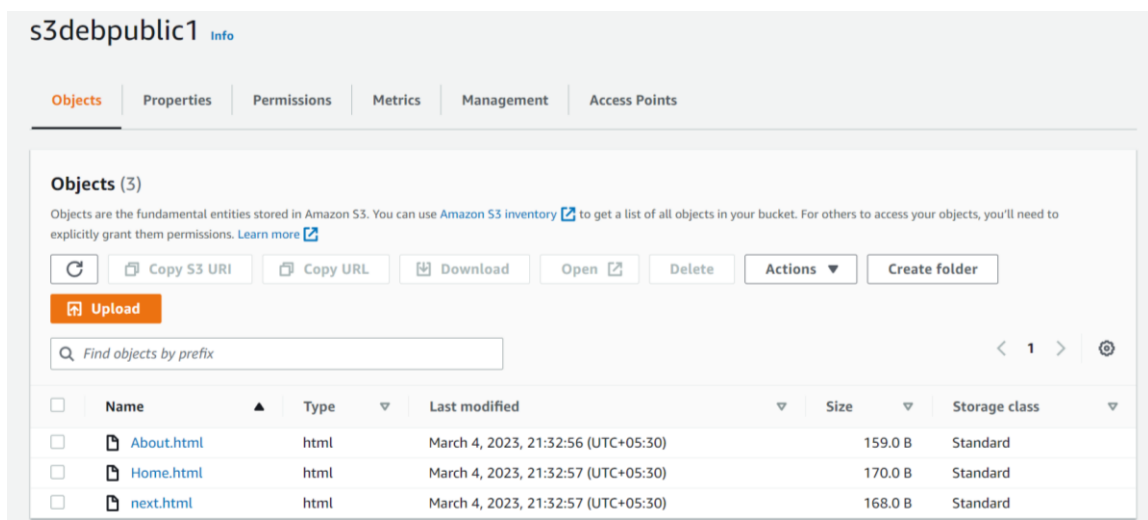 s3debpublic1 Info
Objects Properties Permissions Metrics Management Access Points
Objects (3)
Objects are the fundamental entities stored in Amazon S3. You can use Amazon S3 inventory to get a list of all objects in your bucket. For others to access your objects, you'll need to
explicitly grant them permissions. Learn more
Copy S3 URI Copy URL Download Open Delete Actions Create folder
Upload
Find objects by prefix 1
Name Type Last modified Size Storage class
About.html html March 4, 2023, 21:32:56 (UTC+05:30) 159.0 B Standard
Home.html html March 4, 2023, 21:32:57 (UTC+05:30) 170.0 B Standard
next.html html March 4, 2023, 21:32:57 (UTC+05:30) 168.0 B Standard